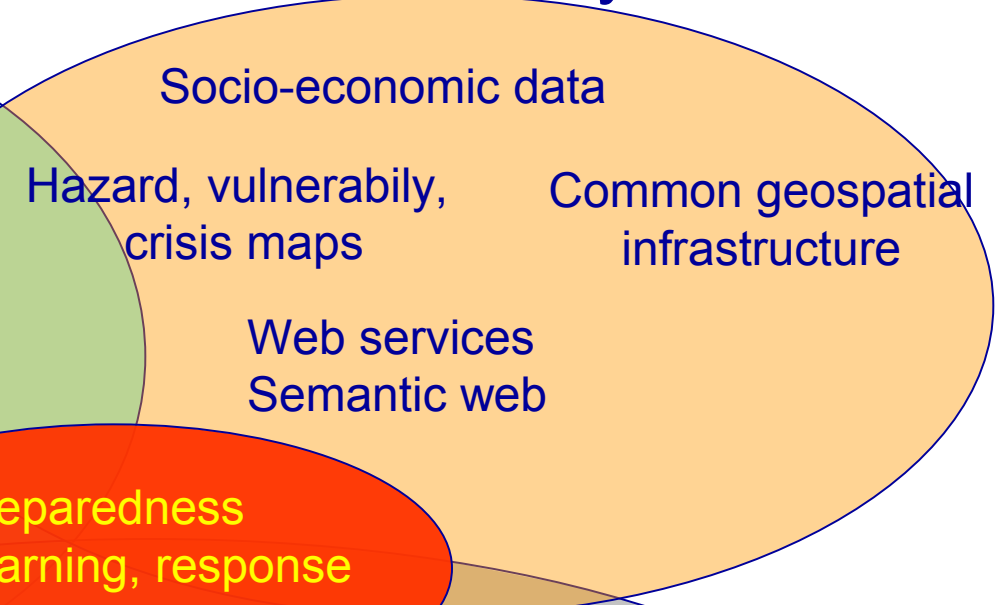 Socio-economic data
Hazard, vulnerabily,
crisis maps
Common geospatial
infrastructure
Web services
Semantic web
eparedness
arning, response